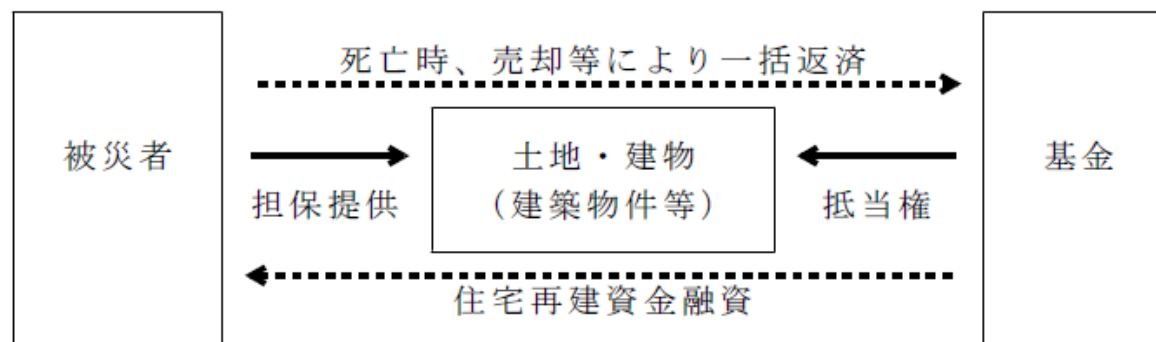 死亡時、売却等により一括返済
被災者
土地・建物
(建築物件等)
基金
担保提供
抵当権
住宅再建資金融資